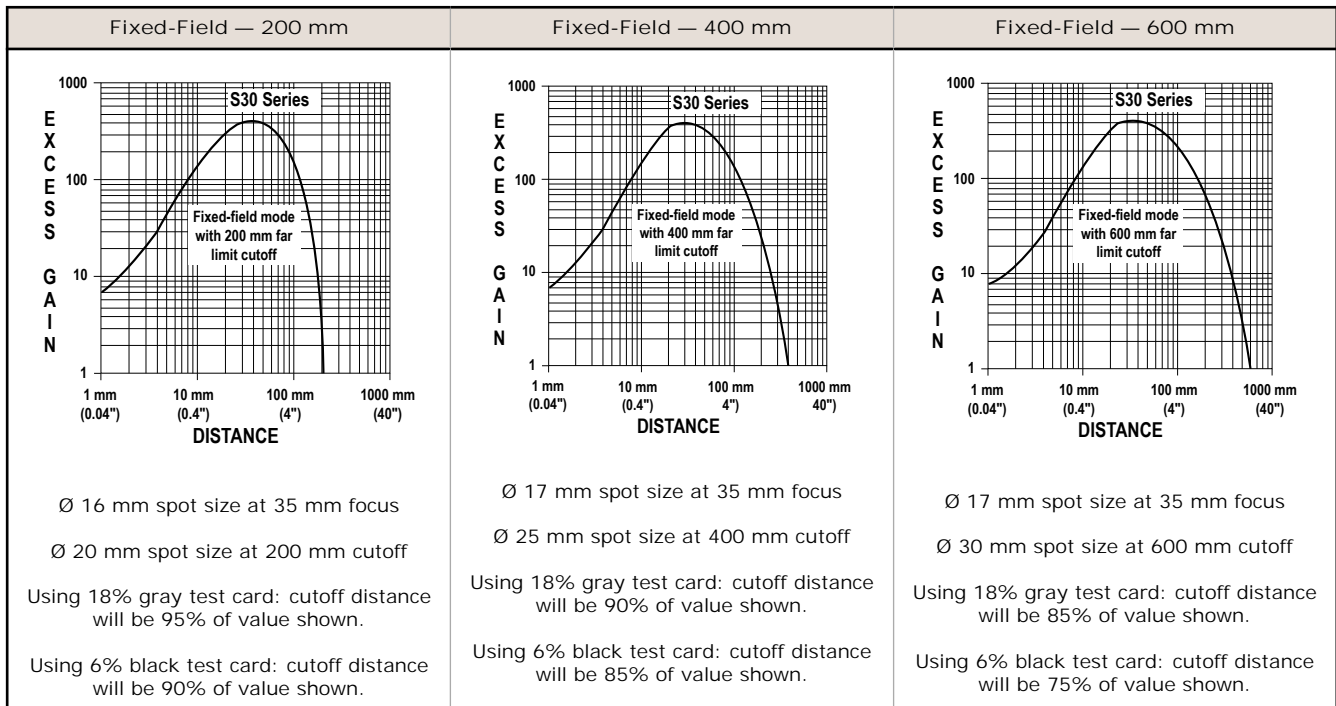 Fixed-Field — 200 mm
Fixed-Field — 400 mm
Fixed-Field — 600 mm
1000
100
10
1
EXCESS GAIN
S30 Series
Fixed-field mode
with 200 mm far
limit cutoff
1 mm
(0.04")
10 mm
(0.4")
100 mm
(4")
1000 mm
(40")
DISTANCE
Ø 16 mm spot size at 35 mm focus
Ø 20 mm spot size at 200 mm cutoff
Using 18% gray test card: cutoff distance
will be 95% of value shown.
Using 6% black test card: cutoff distance
will be 90% of value shown.
1000
100
10
1
EXCESS GAIN
S30 Series
Fixed-field mode
with 400 mm far
limit cutoff
1 mm
(0.04")
10 mm
(0.4")
100 mm
4")
1000 mm
40")
DISTANCE
Ø 17 mm spot size at 35 mm focus
Ø 25 mm spot size at 400 mm cutoff
Using 18% gray test card: cutoff distance
will be 90% of value shown.
Using 6% black test card: cutoff distance
will be 85% of value shown.
1000
100
10
1
EXCESS GAIN
S30 Series
Fixed-field mode
with 600 mm far
limit cutoff
1 mm
(0.04")
10 mm
(0.4")
100 mm
(4")
1000 mm
(40")
DISTANCE
Ø 17 mm spot size at 35 mm focus
Ø 30 mm spot size at 600 mm cutoff
Using 18% gray test card: cutoff distance
will be 85% of value shown.
Using 6% black test card: cutoff distance
will be 75% of value shown.